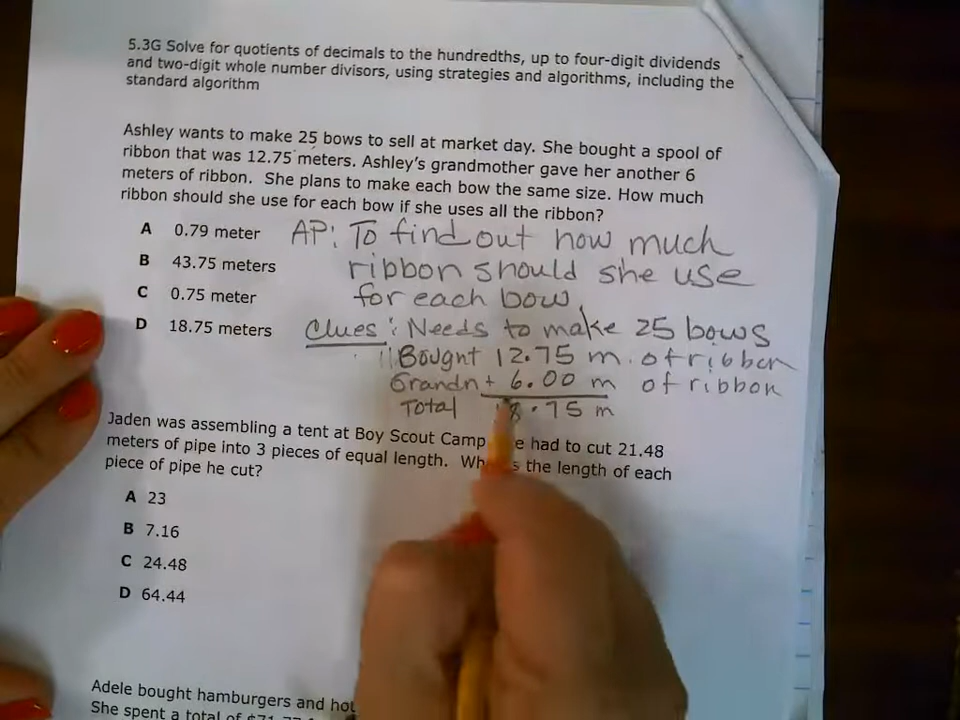 5.3G Solve for quotients of decimals to the hundredths, up to four-digit dividends
and two-digit whole number divisors, using strategies and algorithms, including the
standard algorithm
Ashley wants to make 25 bows to sell at market day. She bought a spool of
ribbon that was 12.75 meters. Ashley's grandmother gave her another 6
meters of ribbon. She plans to make each bow the same size. How much
ribbon should she use for each bow if she uses all the ribbon?
A 0.79 meter
B 43.75 meters
C 0.75 meter
D 18.75 meters
AP: To find out how much
ribbon should she use
for each bow.
Clues: Needs to make 25 bows
Bought 12.75 m. of ribbon
Grandn + 6.00 m of ribbon
Total 18.75 m
Jaden was assembling a tent at Boy Scout Camp had to cut 21.48
meters of pipe into 3 pieces of equal length. the length of each
piece of pipe he cut?
A 23
B 7.16
C 24.48
D 64.44
Adele bought hamburgers and
She spent a total of